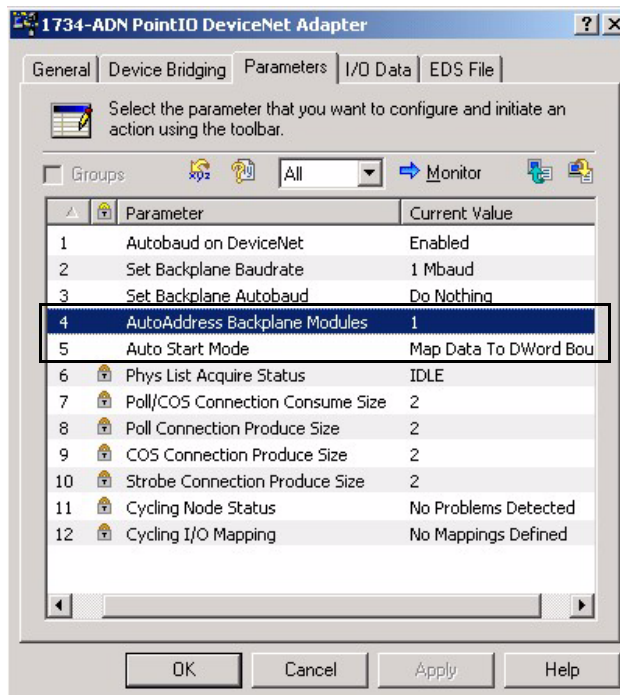 1734-ADN PointIO DeviceNet Adapter
General Device Bridging Parameters I/O Data EDS File
Select the parameter that you want to configure and initiate an
action using the toolbar.
Groups All Monitor
Parameter Current Value
1 Autobaud on DeviceNet Enabled
2 Set Backplane Baudrate 1 Mbaud
3 Set Backplane Autobaud Do Nothing
4 AutoAddress Backplane Modules 1
5 Auto Start Mode Map Data To DWord Bou
6 Phys List Acquire Status IDLE
7 Poll/COS Connection Consume Size 2
8 Poll Connection Produce Size 2
9 COS Connection Produce Size 2
10 Strobe Connection Produce Size 2
11 Cycling Node Status No Problems Detected
12 Cycling I/O Mapping No Mappings Defined
OK Cancel Apply Help